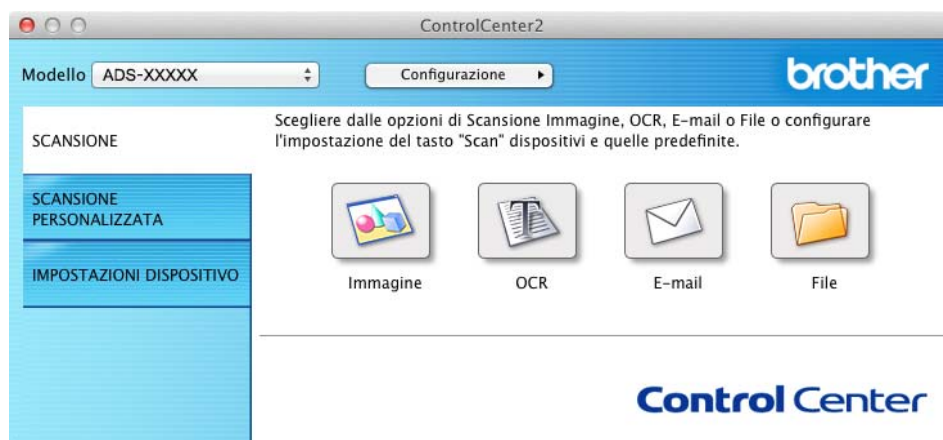 ControlCenter2
Modello ADS-XXXXX Configurazione brother
SCANSIONE
Scegliere dalle opzioni di Scansione Immagine, OCR, E-mail o File o configurare
l'impostazione del tasto "Scan" dispositivi e quelle predefinite.
SCANSIONE
PERSONALIZZATA
IMPOSTAZIONI DISPOSITIVO
Immagine OCR E-mail File
Control Center